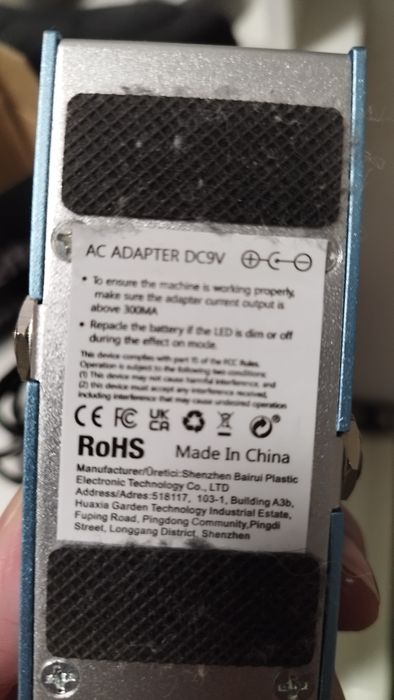 AC ADAPTER DC9V
• To ensure the machine is working properly,
make sure the adapter current output is
above 300MA
• Repacle the battery if the LED is dim or off
during the effect on mode.
This device complies with part 15 of the FCC Rules.
Operation is subject to the following two conditions:
(1) This device may not cause harmful interference, and
(2) this device must accept any interference received,
including interference that may cause undesired operation
CE FC UK CA
RoHS Made In China
Manufacturer/Üretici:Shenzhen Bairui Plastic
Electronic Technology Co., LTD
Address/Adres:518117, 103-1, Building A3b,
Huaxia Garden Technology Industrial Estate,
Fuping Road, Pingdong Community,Pingdi
Street, Longgang District, Shenzhen